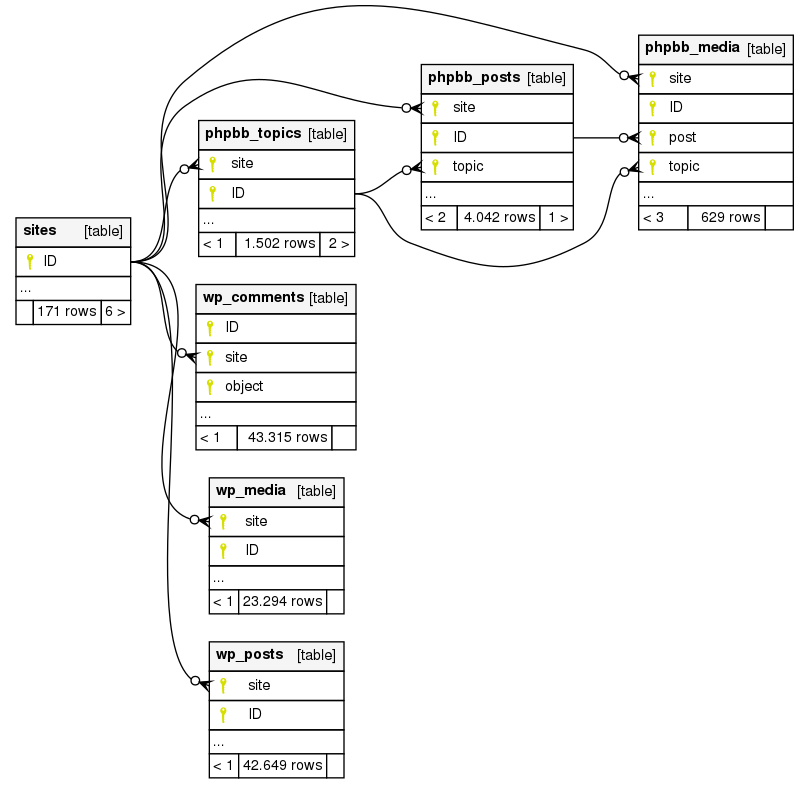 phpbb_media [table]
site
ID
post
topic
...
< 3 629 rows
phpbb_posts [table]
site
ID
topic
...
< 2 4.042 rows 1 >
phpbb_topics [table]
site
ID
...
< 1 1.502 rows 2 >
sites [table]
ID
...
171 rows 6 >
wp_comments [table]
ID
site
object
...
< 1 43.315 rows
wp_media [table]
site
ID
...
< 1 23.294 rows
wp_posts [table]
site
ID
...
< 1 42.649 rows